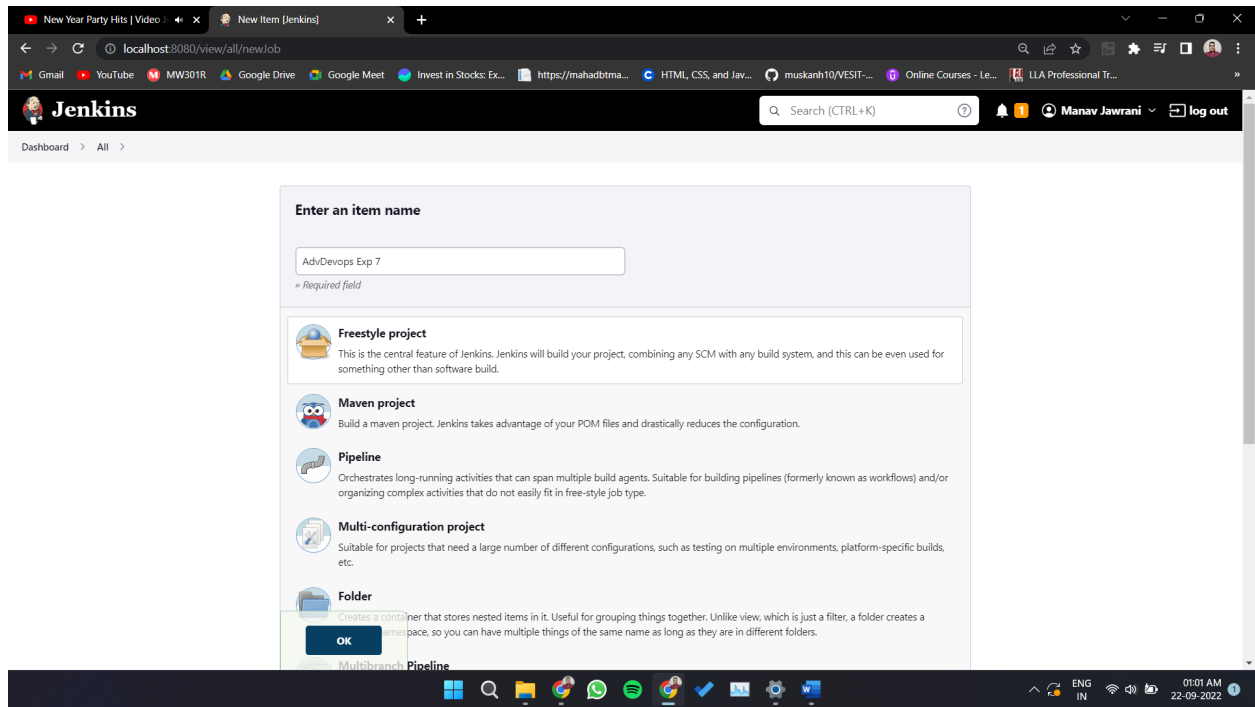 New Year Party Hits | Video J
New Item [Jenkins]
localhost:8080/view/all/newJob
Gmail
YouTube
MW301R
Google Drive
Google Meet
Invest in Stocks: Ex...
https://mahadbtma...
HTML, CSS, and Jav...
muskanh10/VESIT-...
Online Courses - Le...
LLA Professional Tr...
»
Jenkins
Search (CTRL+K)
1
Manav Jawrani
log out
Dashboard > All >
Enter an item name
AdvDevops Exp 7
» Required field
Freestyle project
This is the central feature of Jenkins. Jenkins will build your project, combining any SCM with any build system, and this can be even used for
something other than software build.
Maven project
Build a maven project. Jenkins takes advantage of your POM files and drastically reduces the configuration.
Pipeline
Orchestrates long-running activities that can span multiple build agents. Suitable for building pipelines (formerly known as workflows) and/or
organizing complex activities that do not easily fit in free-style job type.
Multi-configuration project
Suitable for projects that need a large number of different configurations, such as testing on multiple environments, platform-specific builds,
etc.
Folder
Creates a container that stores nested items in it. Useful for grouping things together. Unlike view, which is just a filter, a folder creates a
namespace, so you can have multiple things of the same name as long as they are in different folders.
OK
Multibranch Pipeline
ENG
IN
01:01 AM
22-09-2022
1